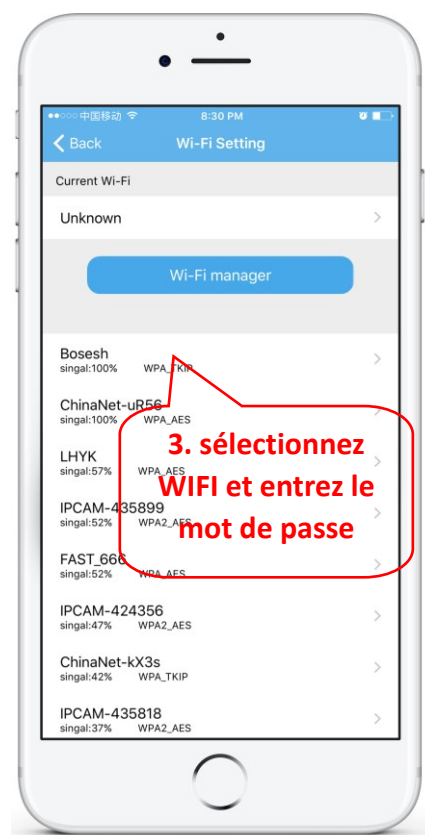 中国移动 8:30 PM
Back Wi-Fi Setting
Current Wi-Fi
Unknown
Wi-Fi manager
Bosesh
singal:100% WPA_TKIP
ChinaNet-uR56
singal:100% WPA_AES
LHYK
singal:57% WPA_AES
3. sélectionnez
WIFI et entrez le
mot de passe
IPCAM-435899
singal:52% WPA2_AES
FAST_666
singal:52% WPA_AES
IPCAM-424356
singal:47% WPA2_AES
ChinaNet-kX3s
singal:42% WPA_TKIP
IPCAM-435818
singal:37% WPA2_AES